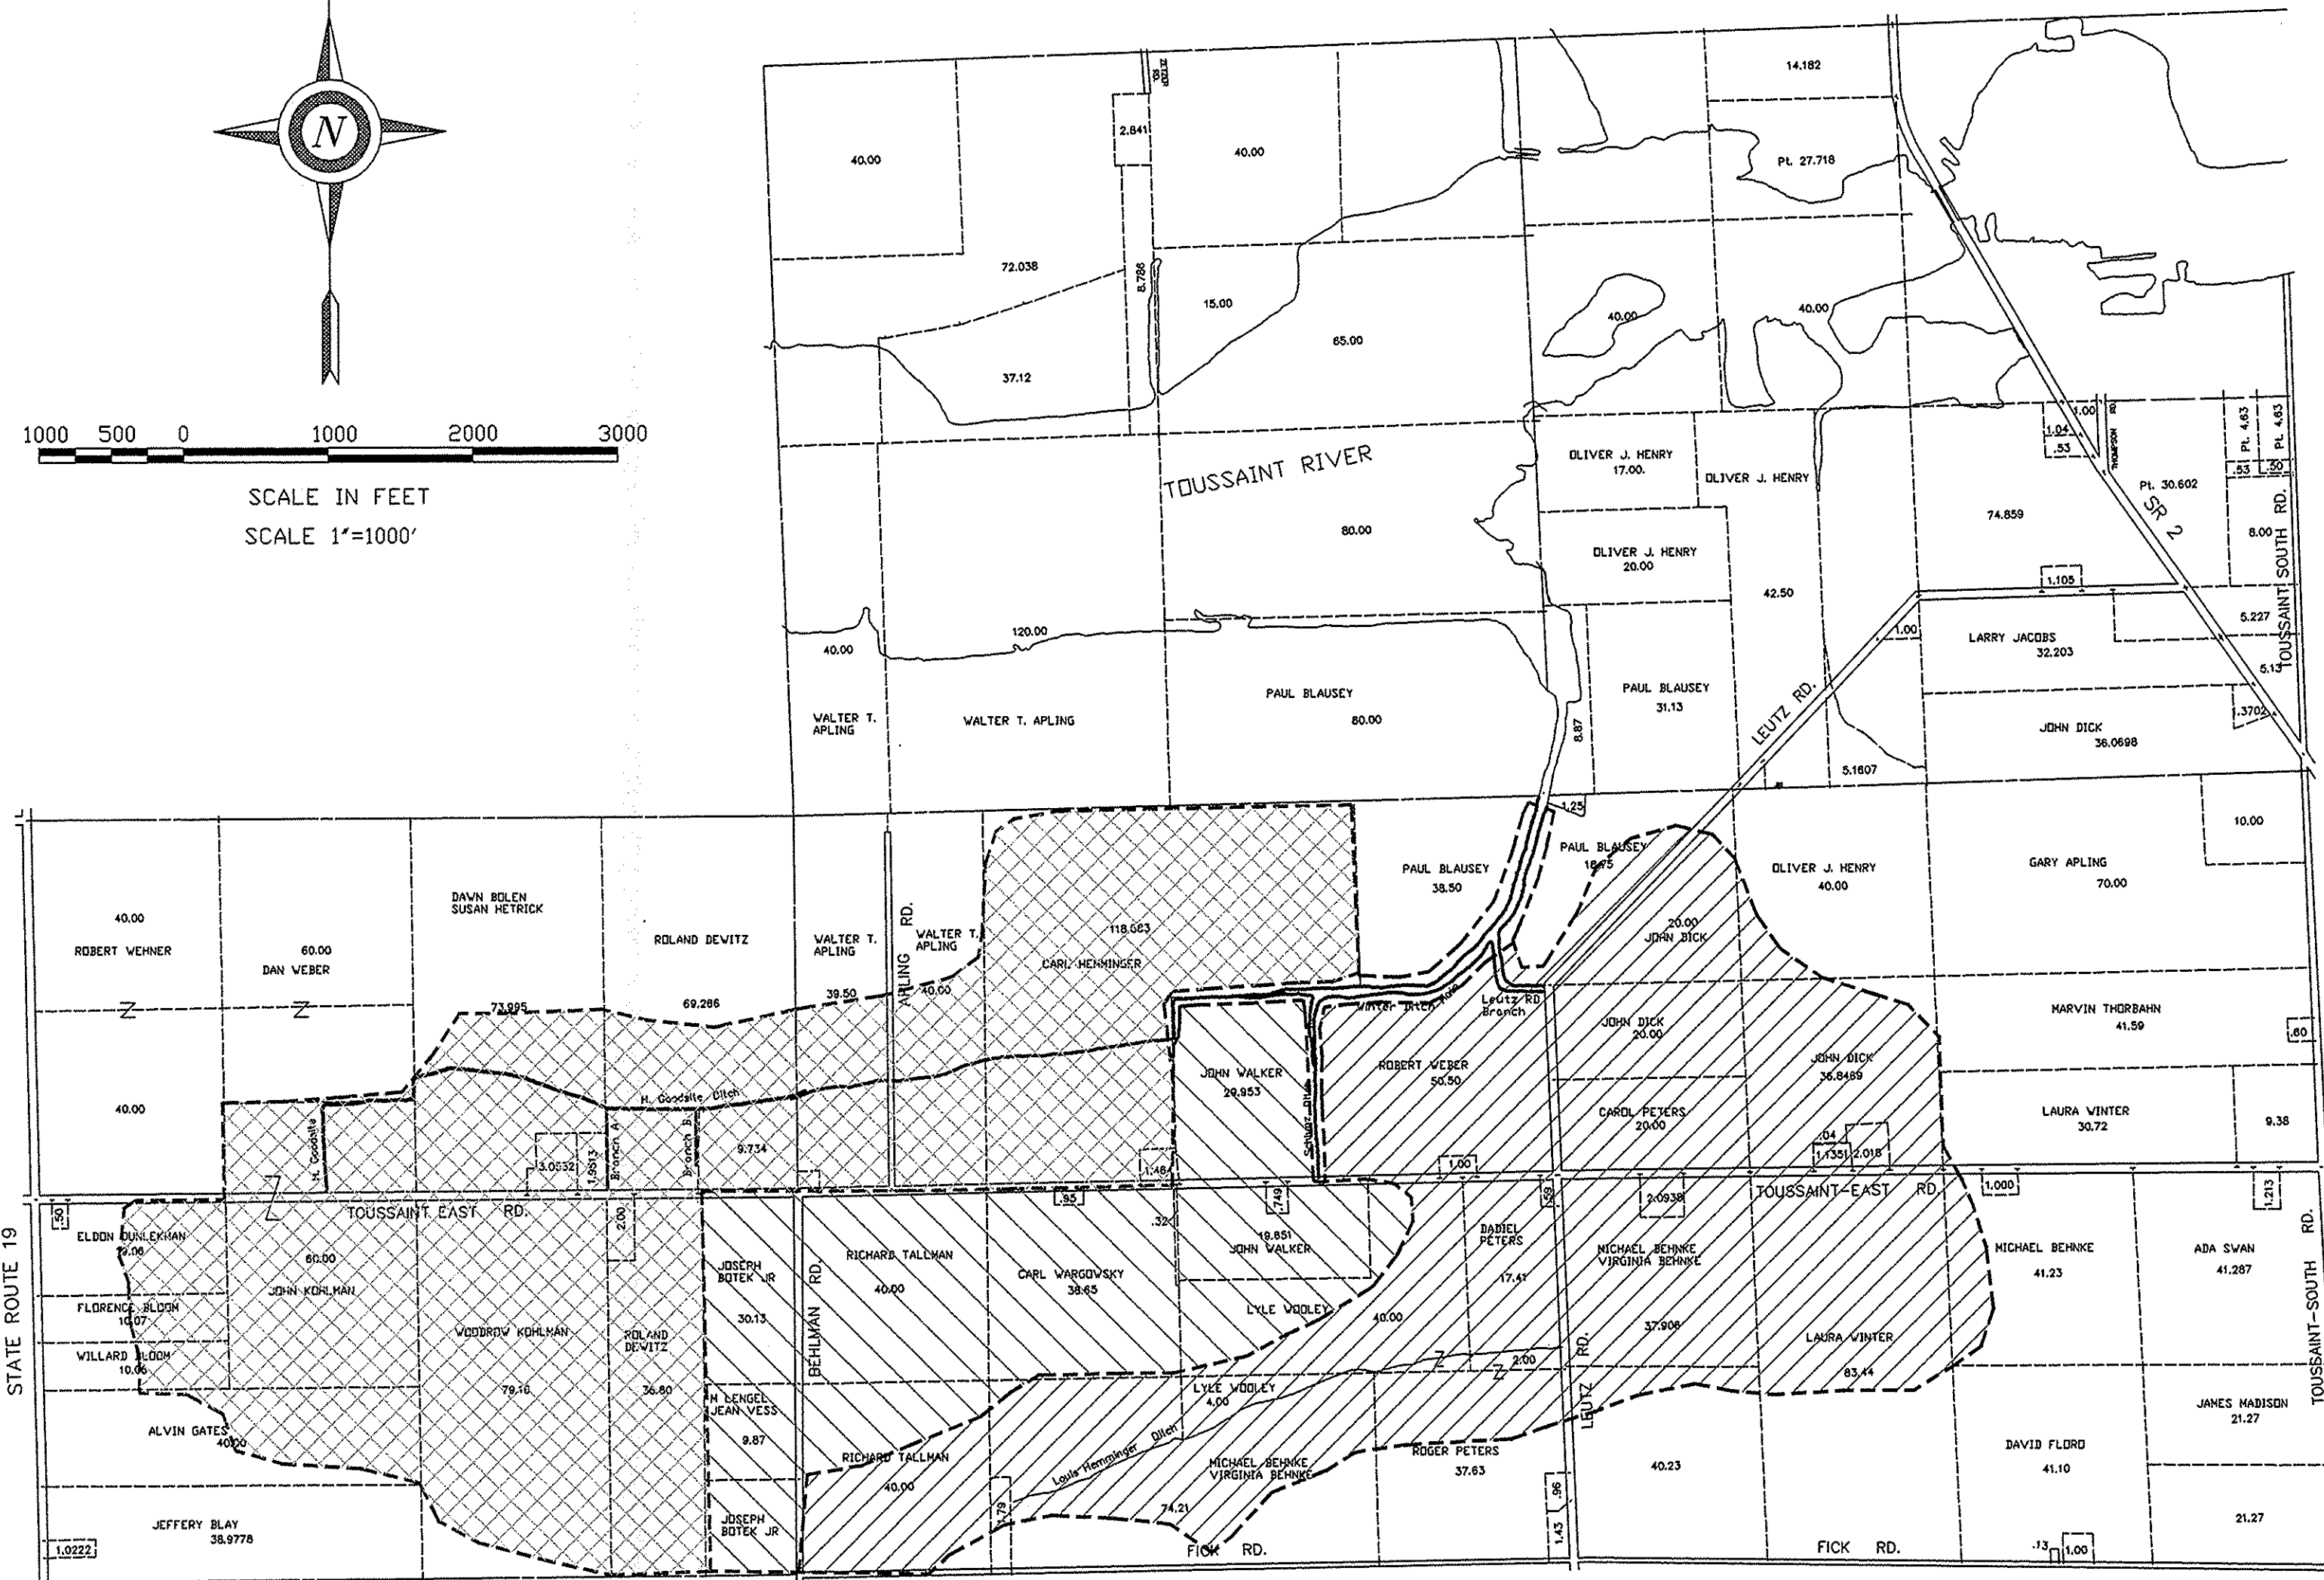 N
1000 500 0 1000 2000 3000
SCALE IN FEET
SCALE 1"=1000'
14.182
2.841
40.00
40.00
Pt. 27.718
72.038
8.786
15.00
40.00
40.00
65.00
37.12
1.00
1.04
.53
THOMPSON RD.
Pt. 4.63
Pt. 4.63
.53
.50
TOUSSAINT RIVER
OLIVER J. HENRY
17.00.
OLIVER J. HENRY
Pt. 30.602
SR 2
74.859
8.00
TOUSSAINT SOUTH RD.
80.00
OLIVER J. HENRY
20.00
42.50
1.105
5.227
1.00
120.00
40.00
LARRY JACOBS
32.203
5.13
WALTER T.
APLING
WALTER T. APLING
PAUL BLAUSEY
80.00
8.87
PAUL BLAUSEY
31.13
LEUTZ RD.
.3702
JOHN DICK
36.0698
5.1607
1.25
10.00
PAUL BLAUSEY
18.75
PAUL BLAUSEY
38.50
OLIVER J. HENRY
40.00
GARY APLING
70.00
DAWN BOLEN
SUSAN HETRICK
40.00
ROBERT WEHNER
60.00
DAN WEBER
ROLAND DEWITZ
WALTER T.
APLING
APLING RD.
WALTER T.
APLING
118.663
CARL HEMMINGER
20.00
JOHN DICK
73.995
69.266
39.50
40.00
Winter Ditch
Leutz RD
Branch
JOHN DICK
20.00
MARVIN THORBAHN
41.59
.60
JOHN WALKER
29.953
ROBERT WEBER
50.50
JOHN DICK
36.8469
40.00
H. Goodsite Ditch
H. Goodsite
CAROL PETERS
20.00
LAURA WINTER
30.72
9.38
3.0532
1.9513
Branch A
Branch B
9.734
1.46
1.00
.04
1.1351
2.018
.50
TOUSSAINT EAST RD.
2.00
.95
.749
.69
2.0938
TOUSSAINT-EAST RD.
1.000
1.213
STATE ROUTE 19
60.00
JOHN KOHLMAN
JOSEPH
BOTEK JR
30.13
BEHLMAN RD.
RICHARD TALLMAN
40.00
CARL WARGOWSKY
38.65
.32
19.851
JOHN WALKER
DADIEL
PETERS
17.41
MICHAEL BEHNKE
VIRGINIA BEHNKE
37.906
MICHAEL BEHNKE
41.23
ADA SWAN
41.287
TOUSSAINT-SOUTH RD.
FLORENCE BLOOM
10.07
WILLARD BLOOM
10.06
WOODROW KOHLMAN
79.10
ROLAND
DEWITZ
36.80
LYLE WOOLEY
40.00
LEUTZ RD.
LAURA WINTER
83.44
2.00
LYLE WOOLEY
4.00
M LENGEL
JEAN VESS
9.87
ALVIN GATES
40.00
JAMES MADISON
21.27
Louis Hemminger Ditch
RICHARD TALLMAN
40.00
MICHAEL BEHNKE
VIRGINIA BEHNKE
74.21
ROGER PETERS
37.63
40.23
DAVID FLORO
41.10
.79
.96
JEFFERY BLAY
38.9778
1.0222
JOSEPH
BOTEK JR
FICK RD.
1.43
FICK RD.
.13
1.00
21.27